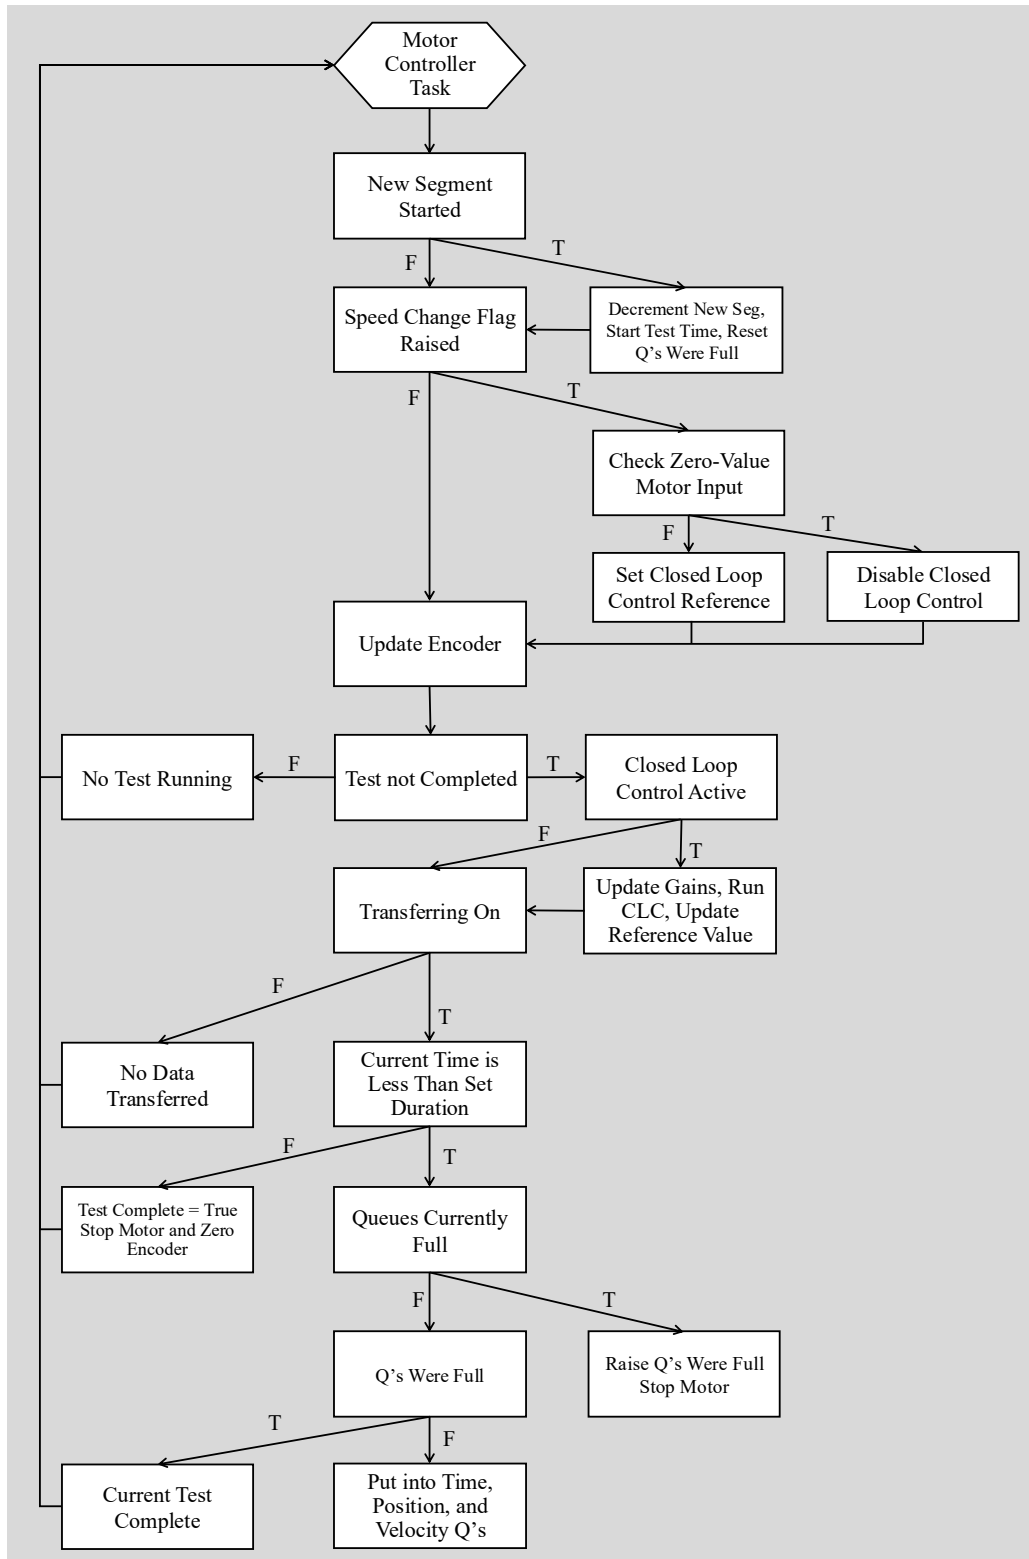 Motor
Controller
Task
New Segment
Started
T
F
Speed Change Flag
Raised
Decrement New Seg,
Start Test Time, Reset
Q's Were Full
F
T
Check Zero-Value
Motor Input
F
T
Set Closed Loop
Control Reference
Disable Closed
Loop Control
Update Encoder
No Test Running
F
Test not Completed
T
Closed Loop
Control Active
F
T
Transferring On
Update Gains, Run
CLC, Update
Reference Value
F
T
No Data
Transferred
Current Time is
Less Than Set
Duration
F
T
Test Complete = True
Stop Motor and Zero
Encoder
Queues Currently
Full
F
T
Q's Were Full
Raise Q's Were Full
Stop Motor
T
F
Current Test
Complete
Put into Time,
Position, and
Velocity Q's